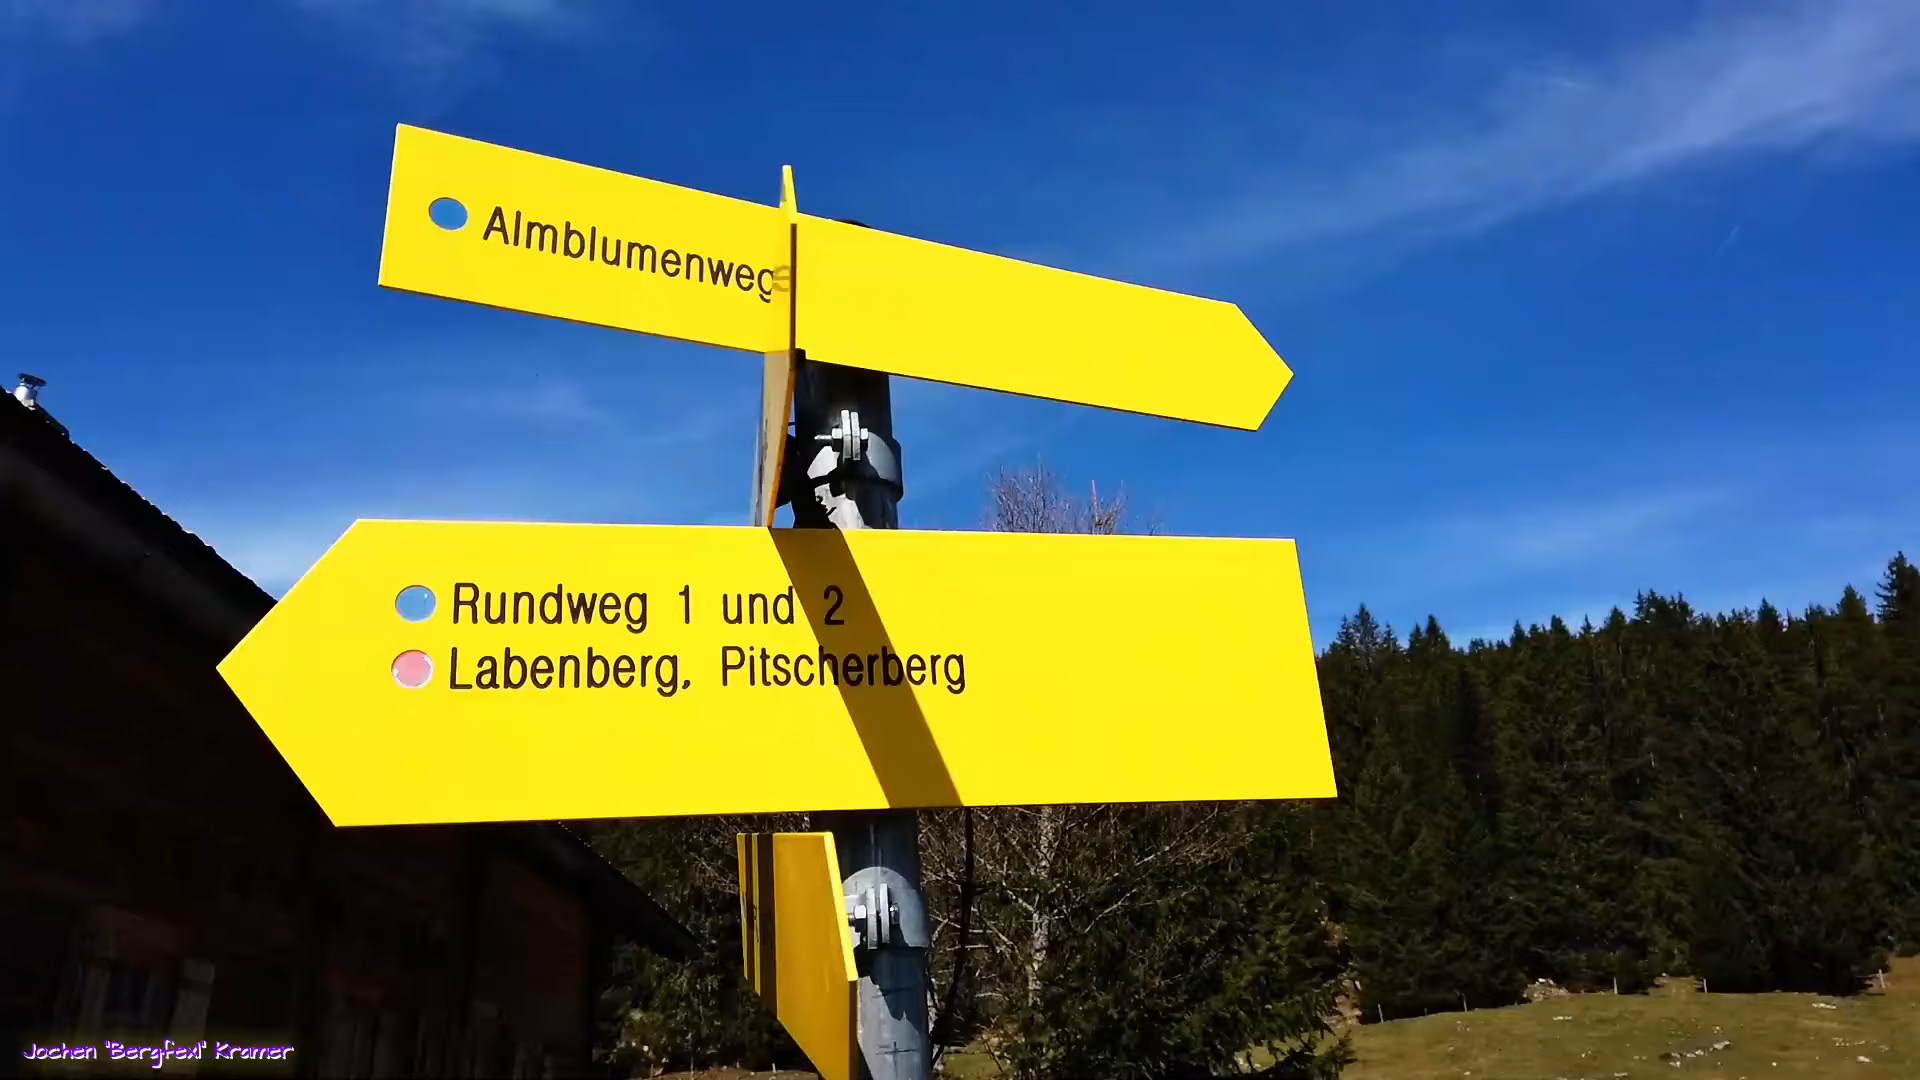 Almblumenweg
Rundweg 1 und 2
Labenberg, Pitscherberg
Jochen "Bergfexl" Kramer